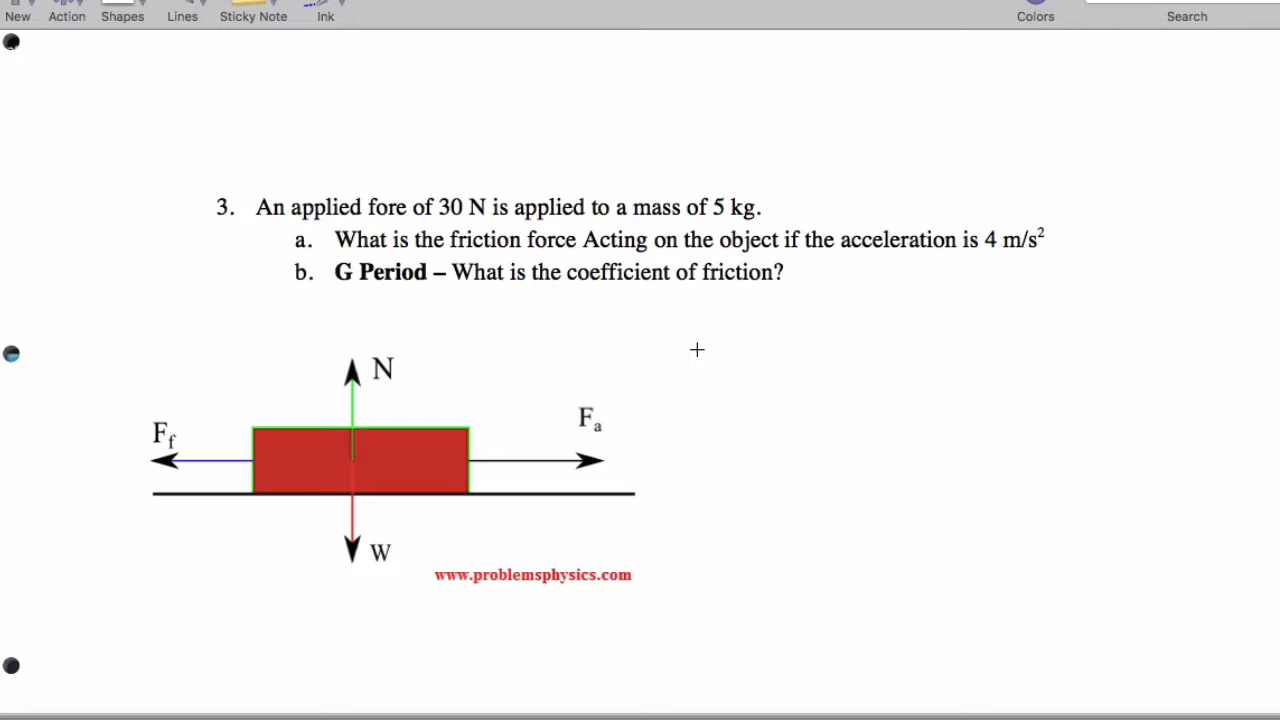 New Action Shapes Lines Sticky Note Ink Colors Search
3. An applied fore of 30 N is applied to a mass of 5 kg.
a. What is the friction force Acting on the object if the acceleration is 4 m/s²
b. G Period – What is the coefficient of friction?
N
Ff
Fa
W
www.problemsphysics.com